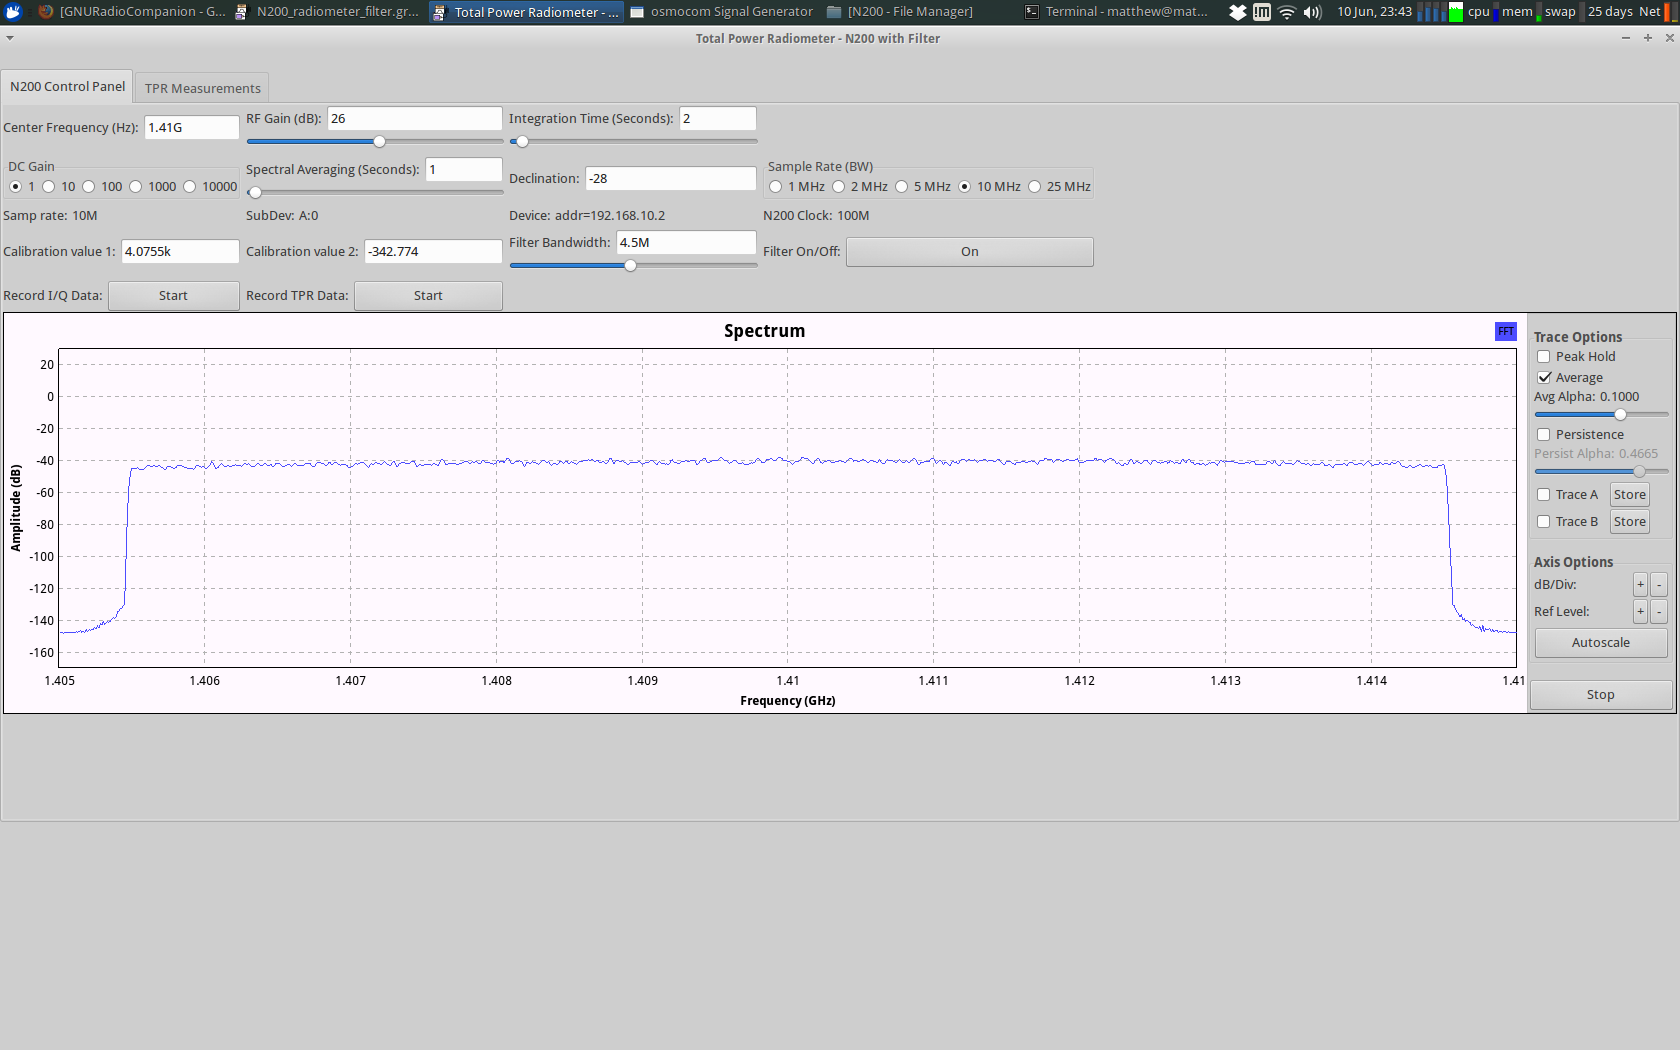 [GNURadioCompanion - G... N200_radiometer_filter.gr... Total Power Radiometer - ... osmocom Signal Generator [N200 - File Manager] Terminal - matthew@mat... 10 Jun, 23:43 cpu mem swap 25 days Net
Total Power Radiometer - N200 with Filter
N200 Control Panel TPR Measurements
Center Frequency (Hz): 1.41G RF Gain (dB): 26 Integration Time (Seconds): 2
DC Gain Spectral Averaging (Seconds): 1 Declination: -28 Sample Rate (BW)
1 10 100 1000 10000 1 MHz 2 MHz 5 MHz 10 MHz 25 MHz
Samp rate: 10M SubDev: A:0 Device: addr=192.168.10.2 N200 Clock: 100M
Calibration value 1: 4.0755k Calibration value 2: -342.774 Filter Bandwidth: 4.5M Filter On/Off: On
Record I/Q Data: Start Record TPR Data: Start
Spectrum
FFT
Amplitude (dB)
20
0
-20
-40
-60
-80
-100
-120
-140
-160
1.405 1.406 1.407 1.408 1.409 1.41 1.411 1.412 1.413 1.414 1.41
Frequency (GHz)
Trace Options
Peak Hold
Average
Avg Alpha: 0.1000
Persistence
Persist Alpha: 0.4665
Trace A Store
Trace B Store
Axis Options
dB/Div: + -
Ref Level: + -
Autoscale
Stop